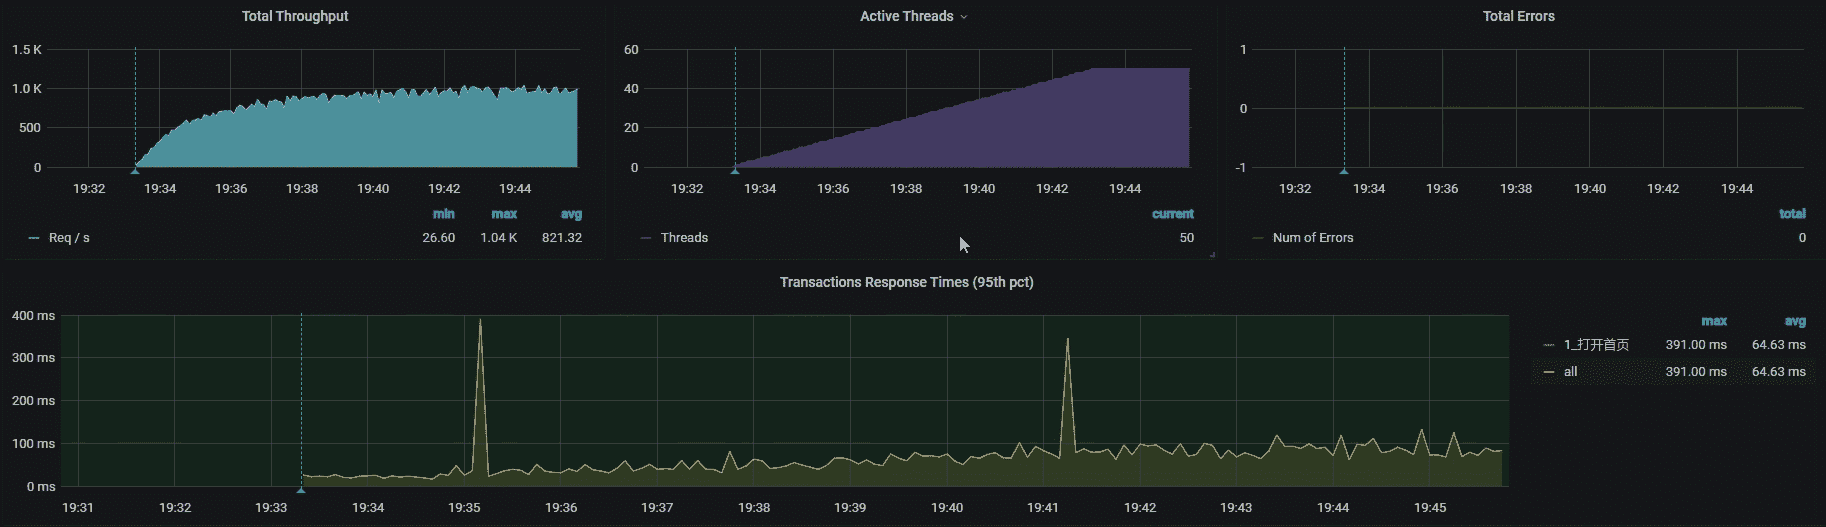 Total Throughput
1.5 K
1.0 K
500
0
19:32 19:34 19:36 19:38 19:40 19:42 19:44
min max avg
Req / s 26.60 1.04 K 821.32
Active Threads
60
40
20
0
19:32 19:34 19:36 19:38 19:40 19:42 19:44
current
Threads 50
Total Errors
1
0
-1
19:32 19:34 19:36 19:38 19:40 19:42 19:44
total
Num of Errors 0
Transactions Response Times (95th pct)
400 ms
300 ms
200 ms
100 ms
0 ms
19:31 19:32 19:33 19:34 19:35 19:36 19:37 19:38 19:39 19:40 19:41 19:42 19:43 19:44 19:45
max avg
1_打开首页 391.00 ms 64.63 ms
all 391.00 ms 64.63 ms